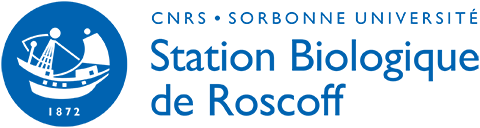 CNRS • SORBONNE UNIVERSITÉ
Station Biologique
de Roscoff
1872